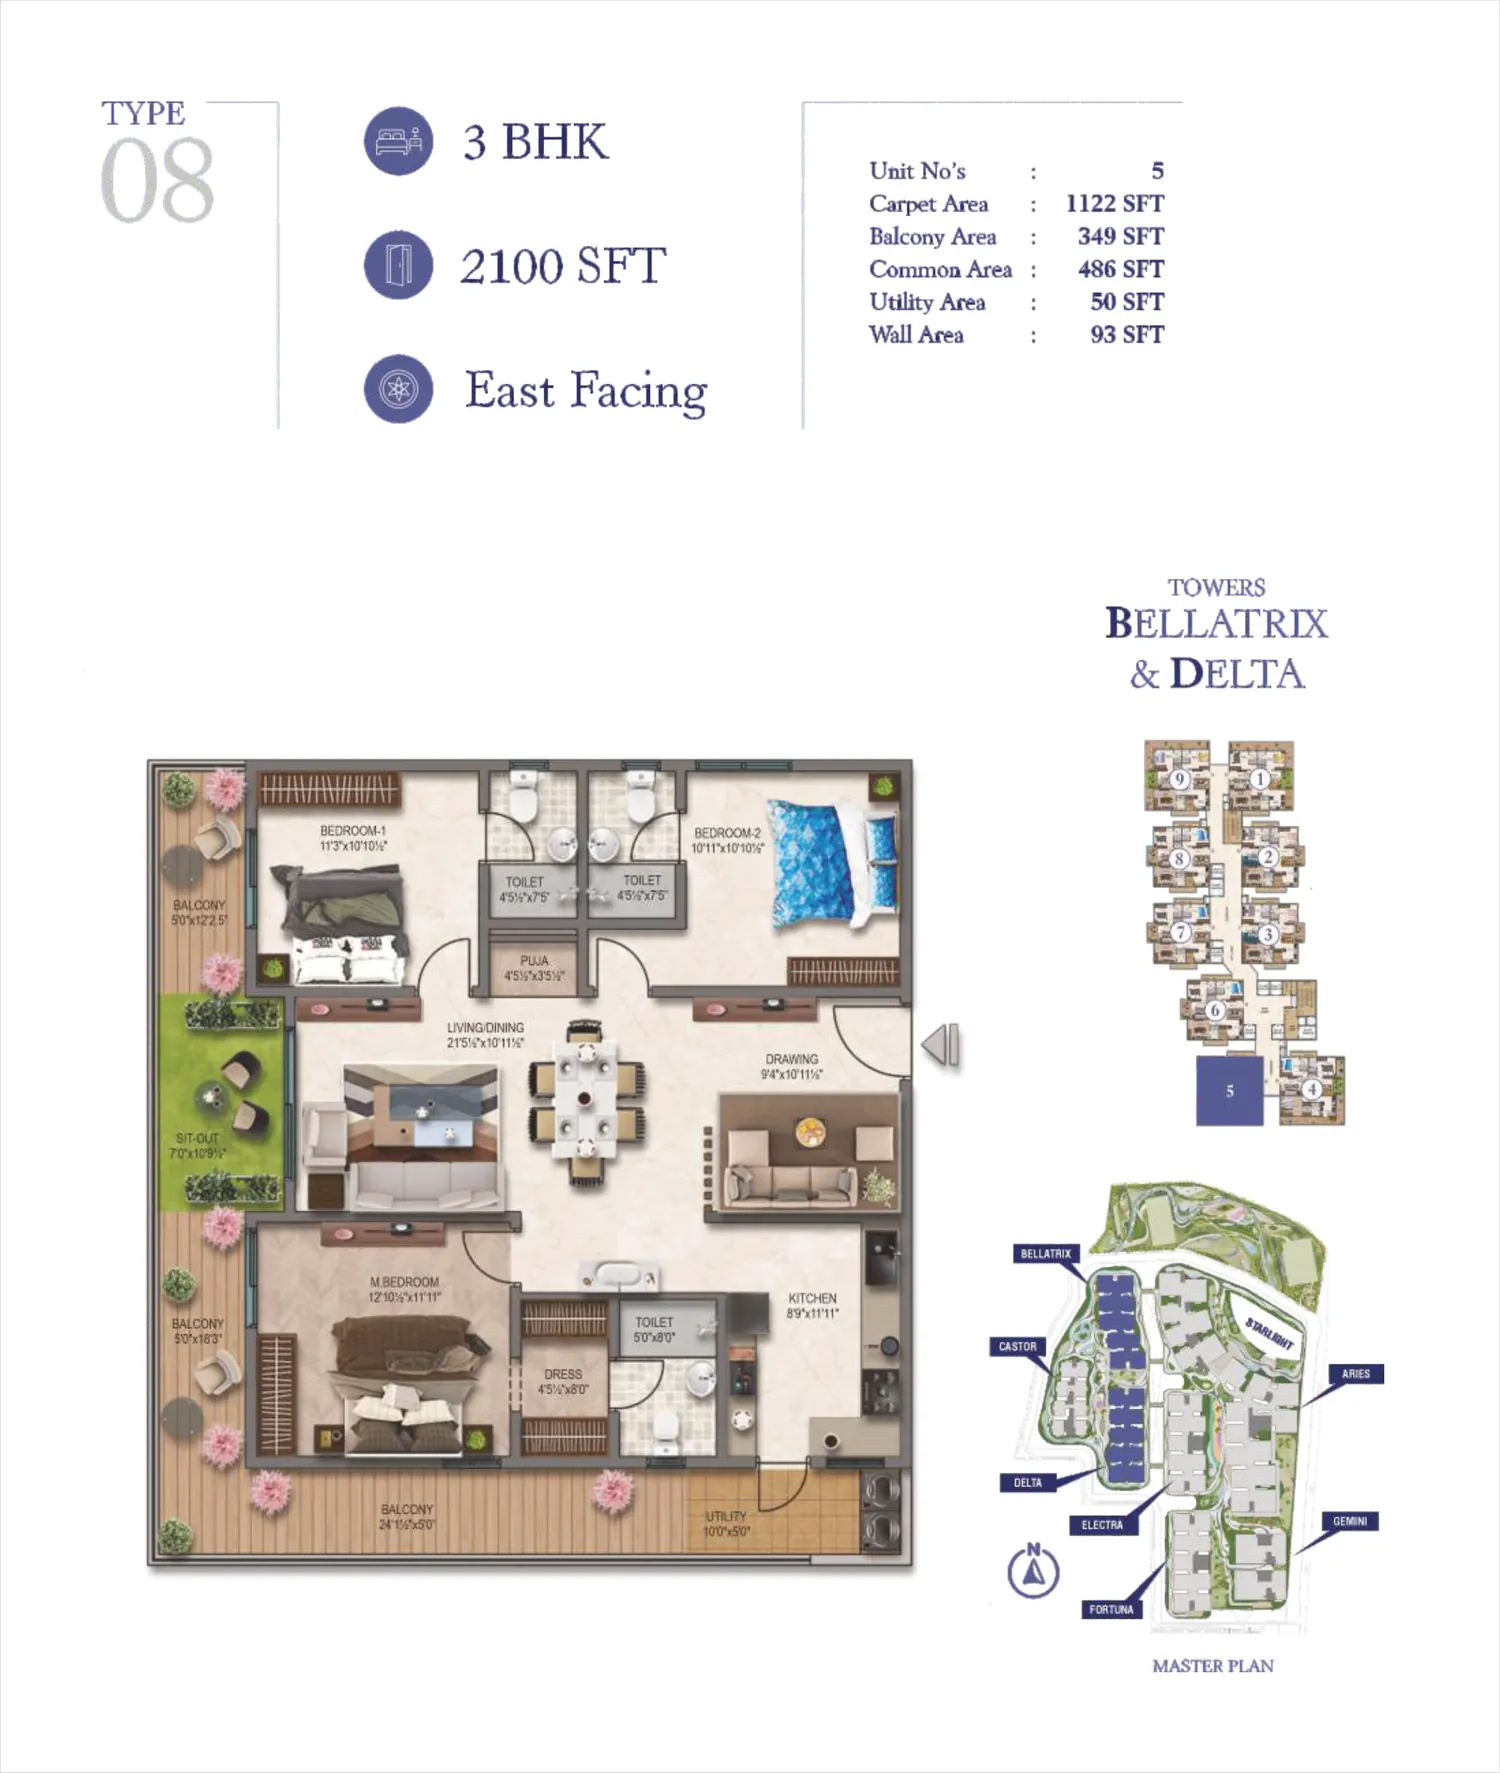 TYPE
08
3 BHK
2100 SFT
East Facing
Unit No's : 5
Carpet Area : 1122 SFT
Balcony Area : 349 SFT
Common Area : 486 SFT
Utility Area : 50 SFT
Wall Area : 93 SFT
TOWERS
BELLATRIX
& DELTA
9
1
8
2
7
3
6
5
4
BEDROOM-1
11'3"x10'10½"
TOILET
4'5½"x7'5"
TOILET
4'5½"x7'5"
BEDROOM-2
10'11"x10'10½"
BALCONY
5'0"x12'2.5"
PUJA
4'5½"x3'5½"
LIVING/DINING
21'5½"x10'11½"
DRAWING
9'4"x10'11½"
SIT-OUT
7'0"x10'9½"
M.BEDROOM
12'10½"x11'11"
BALCONY
5'0"x18'3"
DRESS
4'5½"x8'0"
TOILET
5'0"x8'0"
KITCHEN
8'9"x11'11"
BALCONY
24'1½"x5'0"
UTILITY
10'0"x5'0"
BELLATRIX
CASTOR
STARLIGHT
ARIES
DELTA
ELECTRA
GEMINI
FORTUNA
N
MASTER PLAN